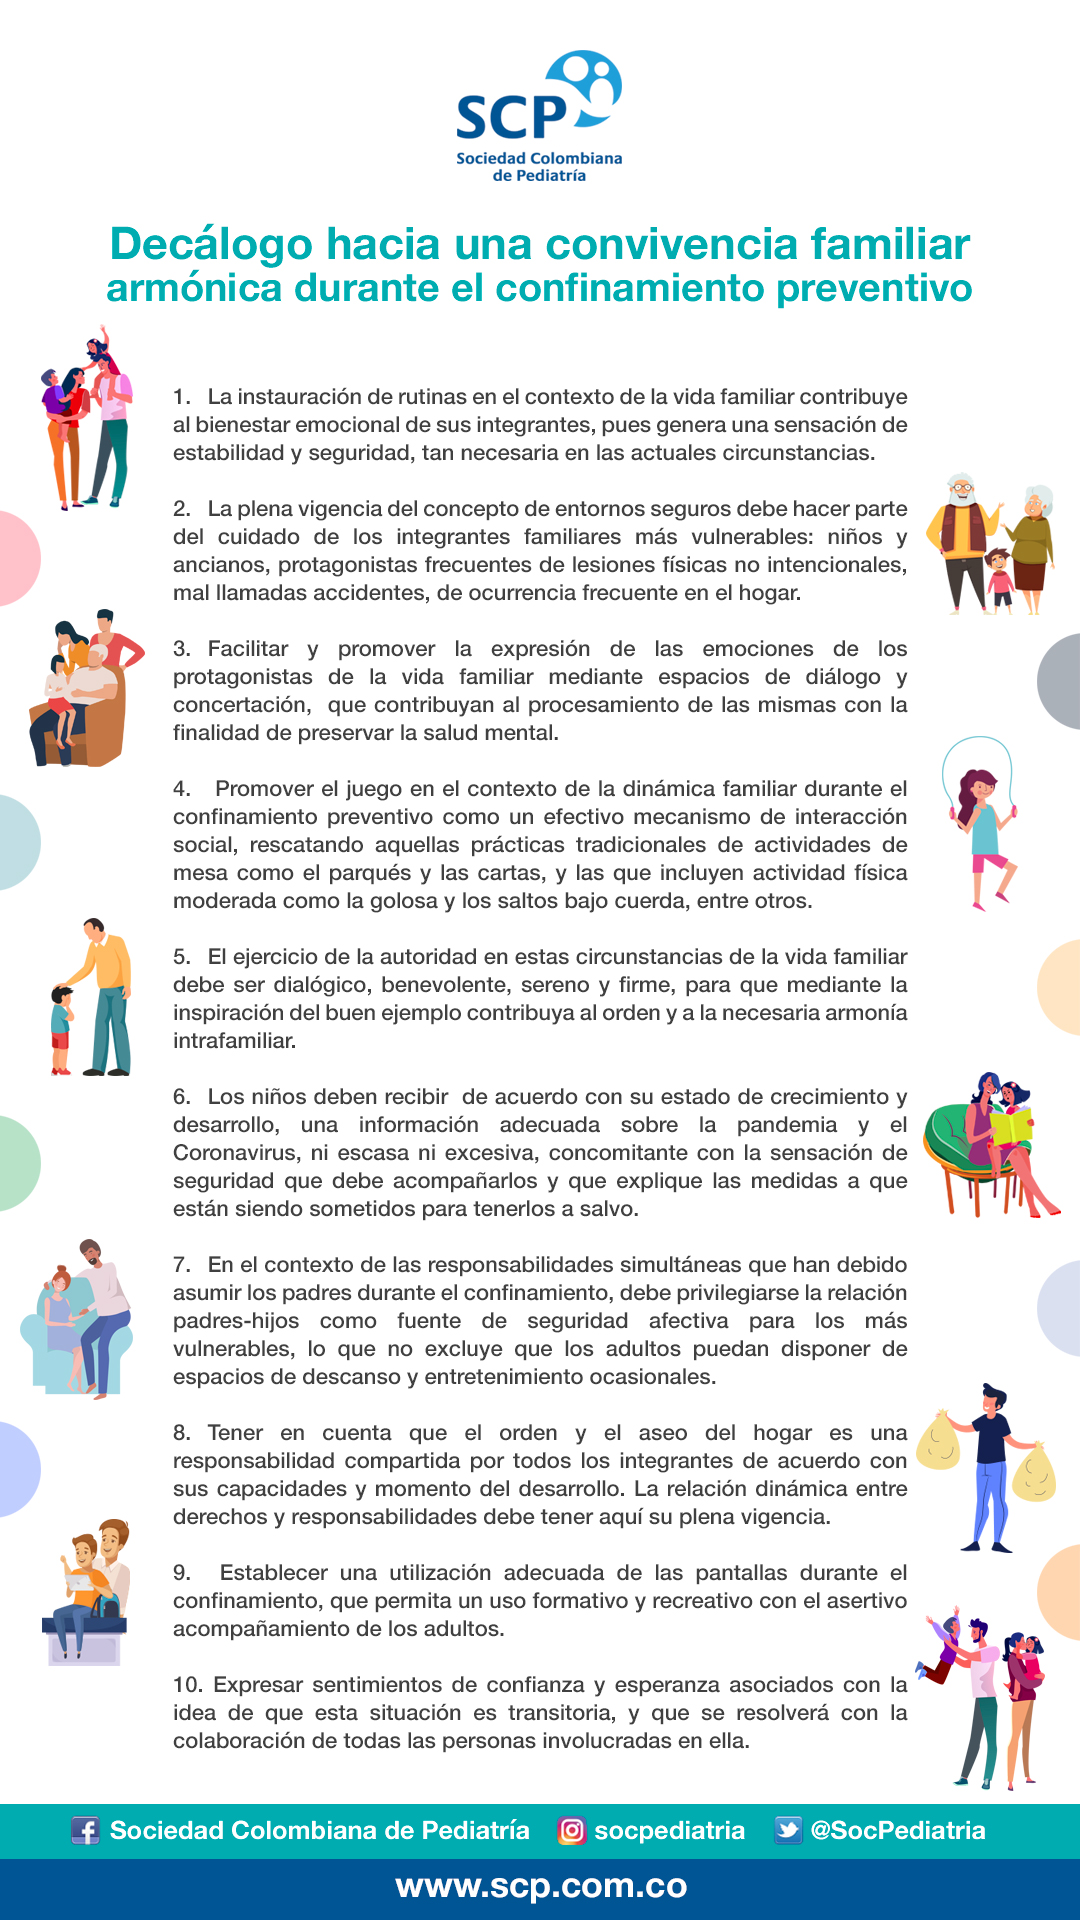 SCP
Sociedad Colombiana
de Pediatría
Decálogo hacia una convivencia familiar
armónica durante el confinamiento preventivo
1. La instauración de rutinas en el contexto de la vida familiar contribuye
al bienestar emocional de sus integrantes, pues genera una sensación de
estabilidad y seguridad, tan necesaria en las actuales circunstancias.
2. La plena vigencia del concepto de entornos seguros debe hacer parte
del cuidado de los integrantes familiares más vulnerables: niños y
ancianos, protagonistas frecuentes de lesiones físicas no intencionales,
mal llamadas accidentes, de ocurrencia frecuente en el hogar.
3. Facilitar y promover la expresión de las emociones de los
protagonistas de la vida familiar mediante espacios de diálogo y
concertación, que contribuyan al procesamiento de las mismas con la
finalidad de preservar la salud mental.
4. Promover el juego en el contexto de la dinámica familiar durante el
confinamiento preventivo como un efectivo mecanismo de interacción
social, rescatando aquellas prácticas tradicionales de actividades de
mesa como el parqués y las cartas, y las que incluyen actividad física
moderada como la golosa y los saltos bajo cuerda, entre otros.
5. El ejercicio de la autoridad en estas circunstancias de la vida familiar
debe ser dialógico, benevolente, sereno y firme, para que mediante la
inspiración del buen ejemplo contribuya al orden y a la necesaria armonía
intrafamiliar.
6. Los niños deben recibir de acuerdo con su estado de crecimiento y
desarrollo, una información adecuada sobre la pandemia y el
Coronavirus, ni escasa ni excesiva, concomitante con la sensación de
seguridad que debe acompañarlos y que explique las medidas a que
están siendo sometidos para tenerlos a salvo.
7. En el contexto de las responsabilidades simultáneas que han debido
asumir los padres durante el confinamiento, debe privilegiarse la relación
padres-hijos como fuente de seguridad afectiva para los más
vulnerables, lo que no excluye que los adultos puedan disponer de
espacios de descanso y entretenimiento ocasionales.
8. Tener en cuenta que el orden y el aseo del hogar es una
responsabilidad compartida por todos los integrantes de acuerdo con
sus capacidades y momento del desarrollo. La relación dinámica entre
derechos y responsabilidades debe tener aquí su plena vigencia.
9. Establecer una utilización adecuada de las pantallas durante el
confinamiento, que permita un uso formativo y recreativo con el asertivo
acompañamiento de los adultos.
10. Expresar sentimientos de confianza y esperanza asociados con la
idea de que esta situación es transitoria, y que se resolverá con la
colaboración de todas las personas involucradas en ella.
Sociedad Colombiana de Pediatría socpediatria @SocPediatria
www.scp.com.co